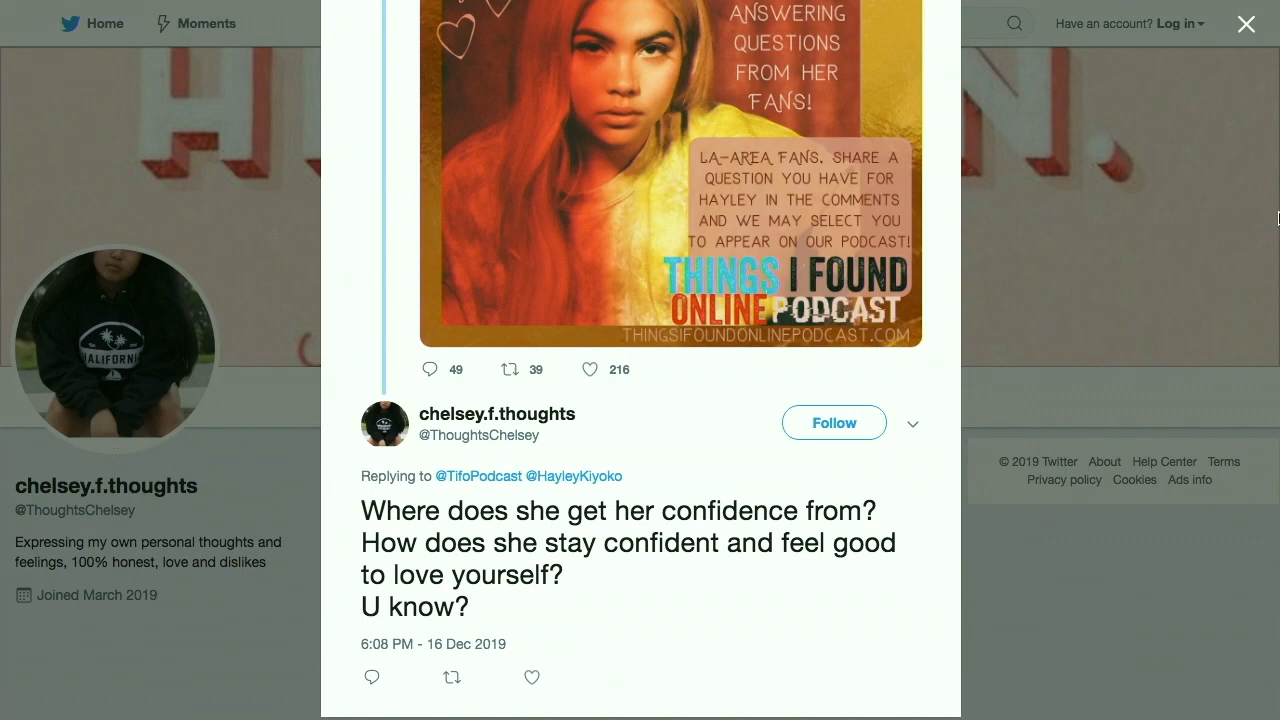 Home
Moments
Have an account? Log in
ANSWERING
QUESTIONS
FROM HER
FANS!
LA-AREA FANS, SHARE A
QUESTION YOU HAVE FOR
HAYLEY IN THE COMMENTS
AND WE MAY SELECT YOU
TO APPEAR ON OUR PODCAST!
THINGS I FOUND
ONLINE PODCAST
THINGSIFOUNDONLINEPODCAST.COM
49
39
216
chelsey.f.thoughts
@ThoughtsChelsey
Follow
Replying to @TifoPodcast @HayleyKiyoko
Where does she get her confidence from?
How does she stay confident and feel good
to love yourself?
U know?
6:08 PM - 16 Dec 2019
chelsey.f.thoughts
@ThoughtsChelsey
Expressing my own personal thoughts and
feelings, 100% honest, love and dislikes
Joined March 2019
© 2019 Twitter About Help Center Terms
Privacy policy Cookies Ads info